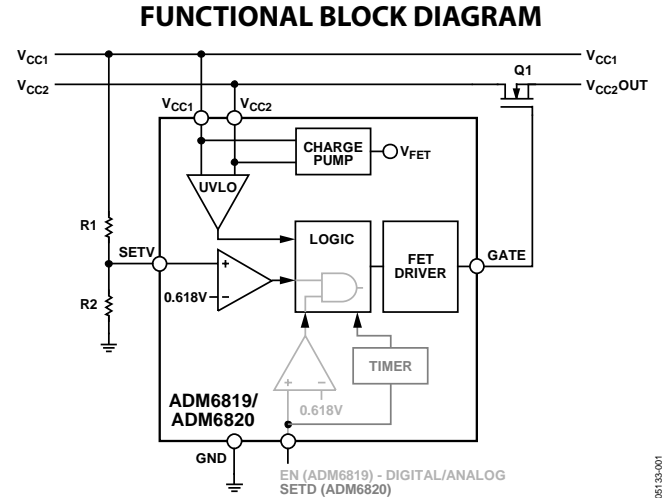 FUNCTIONAL BLOCK DIAGRAM
VCC1
VCC1
Q1
VCC2
VCC2OUT
VCC1
VCC2
CHARGE
PUMP
VFET
UVLO
R1
LOGIC
SETV
FET
DRIVER
GATE
+
0.618V
–
R2
TIMER
+
–
0.618V
ADM6819/
ADM6820
GND
EN (ADM6819) - DIGITAL/ANALOG
SETD (ADM6820)
05133-001